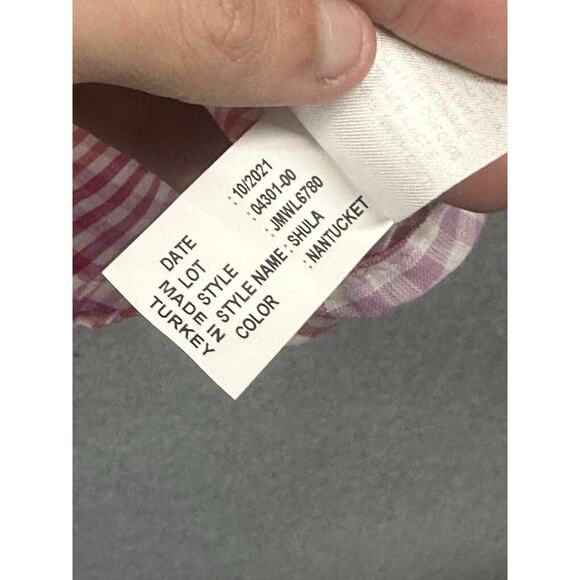 DATE : 10/2021
LOT : 04301-00
STYLE : JMWL6780
MADE IN STYLE NAME : SHULA
TURKEY COLOR : NANTUCKET